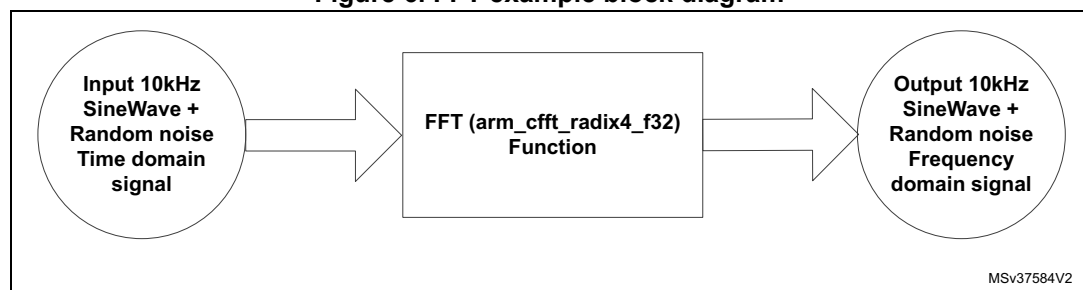 Figure 6. FFT example block diagram
Input 10kHz
SineWave +
Random noise
Time domain
signal
FFT (arm_cfft_radix4_f32)
Function
Output 10kHz
SineWave +
Random noise
Frequency
domain signal
MSv37584V2